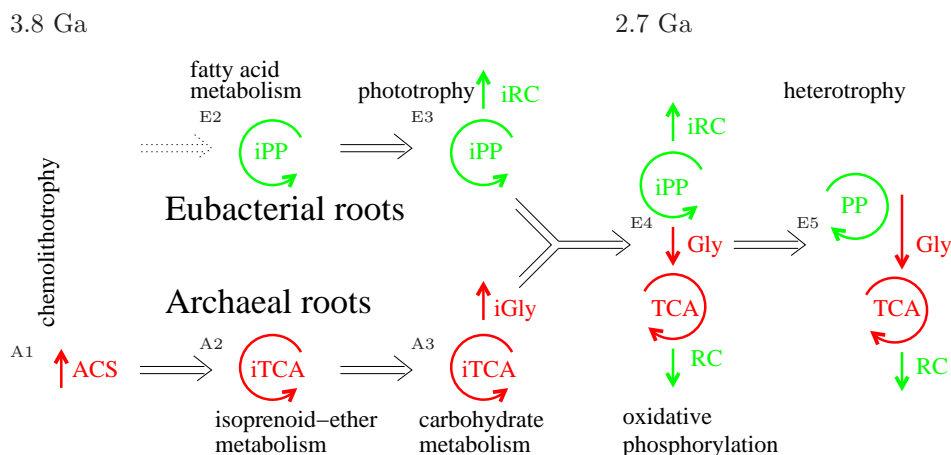 3.8 Ga
2.7 Ga
fatty acid
metabolism
phototrophy
iRC
heterotrophy
E2
E3
iPP
iPP
iRC
iPP
PP
chemolithotrophy
Eubacterial roots
E4
Gly
E5
Gly
Archaeal roots
iGly
TCA
TCA
A1
ACS
A2
iTCA
A3
iTCA
RC
RC
isoprenoid–ether
metabolism
carbohydrate
metabolism
oxidative
phosphorylation